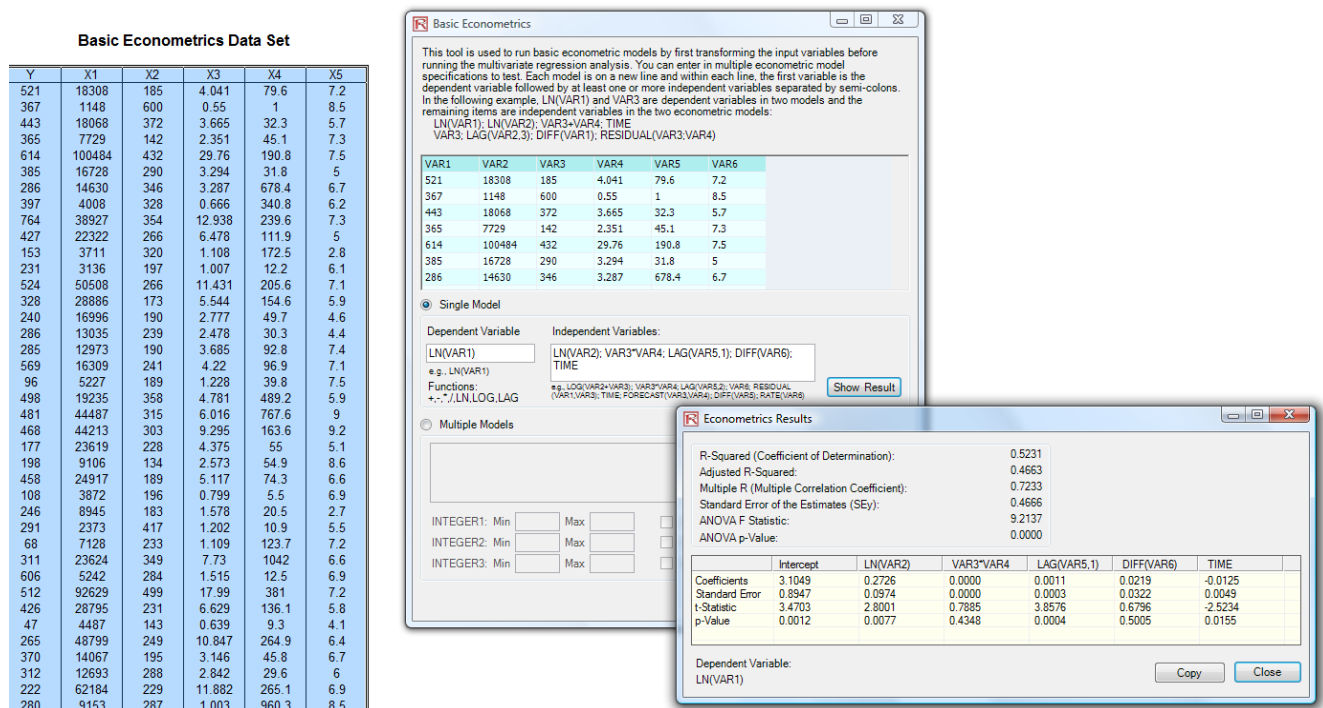 Basic Econometrics Data Set
Y X1 X2 X3 X4 X5
521 18308 185 4.041 79.6 7.2
367 1148 600 0.55 1 8.5
443 18068 372 3.665 32.3 5.7
365 7729 142 2.351 45.1 7.3
614 100484 432 29.76 190.8 7.5
385 16728 290 3.294 31.8 5
286 14630 346 3.287 678.4 6.7
397 4008 328 0.666 340.8 6.2
764 38927 354 12.938 239.6 7.3
427 22322 266 6.478 111.9 5
153 3711 320 1.108 172.5 2.8
231 3136 197 1.007 12.2 6.1
524 50508 266 11.431 205.6 7.1
328 28886 173 5.544 154.6 5.9
240 16996 190 2.777 49.7 4.6
286 13035 239 2.478 30.3 4.4
285 12973 190 3.685 92.8 7.4
569 16309 241 4.22 96.9 7.1
96 5227 189 1.228 39.8 7.5
498 19235 358 4.781 489.2 5.9
481 44487 315 6.016 767.6 9
468 44213 303 9.295 163.6 9.2
177 23619 228 4.375 55 5.1
198 9106 134 2.573 54.9 8.6
458 24917 189 5.117 74.3 6.6
108 3872 196 0.799 5.5 6.9
246 8945 183 1.578 20.5 2.7
291 2373 417 1.202 10.9 5.5
68 7128 233 1.109 123.7 7.2
311 23624 349 7.73 1042 6.6
606 5242 284 1.515 12.5 6.9
512 92629 499 17.99 381 7.2
426 28795 231 6.629 136.1 5.8
47 4487 143 0.639 9.3 4.1
265 48799 249 10.847 264.9 6.4
370 14067 195 3.146 45.8 6.7
312 12693 288 2.842 29.6 6
222 62184 229 11.882 265.1 6.9
280 9153 287 1.003 960.3 8.5
Basic Econometrics
This tool is used to run basic econometric models by first transforming the input variables before
running the multivariate regression analysis. You can enter in multiple econometric model
specifications to test. Each model is on a new line and within each line, the first variable is the
dependent variable followed by at least one or more independent variables separated by semi-colons.
In the following example, LN(VAR1) and VAR3 are dependent variables in two models and the
remaining items are independent variables in the two econometric models:
LN(VAR1); LN(VAR2); VAR3+VAR4; TIME
VAR3; LAG(VAR2,3); DIFF(VAR1); RESIDUAL(VAR3;VAR4)
VAR1 VAR2 VAR3 VAR4 VAR5 VAR6
521 18308 185 4.041 79.6 7.2
367 1148 600 0.55 1 8.5
443 18068 372 3.665 32.3 5.7
365 7729 142 2.351 45.1 7.3
614 100484 432 29.76 190.8 7.5
385 16728 290 3.294 31.8 5
286 14630 346 3.287 678.4 6.7
Single Model
Dependent Variable Independent Variables:
LN(VAR1) LN(VAR2); VAR3*VAR4; LAG(VAR5,1); DIFF(VAR6);
TIME
e.g., LN(VAR1)
Functions: e.g., LOG(VAR2+VAR3); VAR3*VAR4; LAG(VAR5,2); VAR6; RESIDUAL
+,-,*,/,LN,LOG,LAG (VAR1,VAR3); TIME; FORECAST(VAR3,VAR4); DIFF(VAR5); RATE(VAR6)
Show Result
Multiple Models
INTEGER1: Min Max
INTEGER2: Min Max
INTEGER3: Min Max
Econometrics Results
R-Squared (Coefficient of Determination): 0.5231
Adjusted R-Squared: 0.4663
Multiple R (Multiple Correlation Coefficient): 0.7233
Standard Error of the Estimates (SEy): 0.4666
ANOVA F Statistic: 9.2137
ANOVA p-Value: 0.0000
Intercept LN(VAR2) VAR3*VAR4 LAG(VAR5,1) DIFF(VAR6) TIME
Coefficients 3.1049 0.2726 0.0000 0.0011 0.0219 -0.0125
Standard Error 0.8947 0.0974 0.0000 0.0003 0.0322 0.0049
t-Statistic 3.4703 2.8001 0.7885 3.8576 0.6796 -2.5234
p-Value 0.0012 0.0077 0.4348 0.0004 0.5005 0.0155
Dependent Variable:
LN(VAR1)
Copy Close